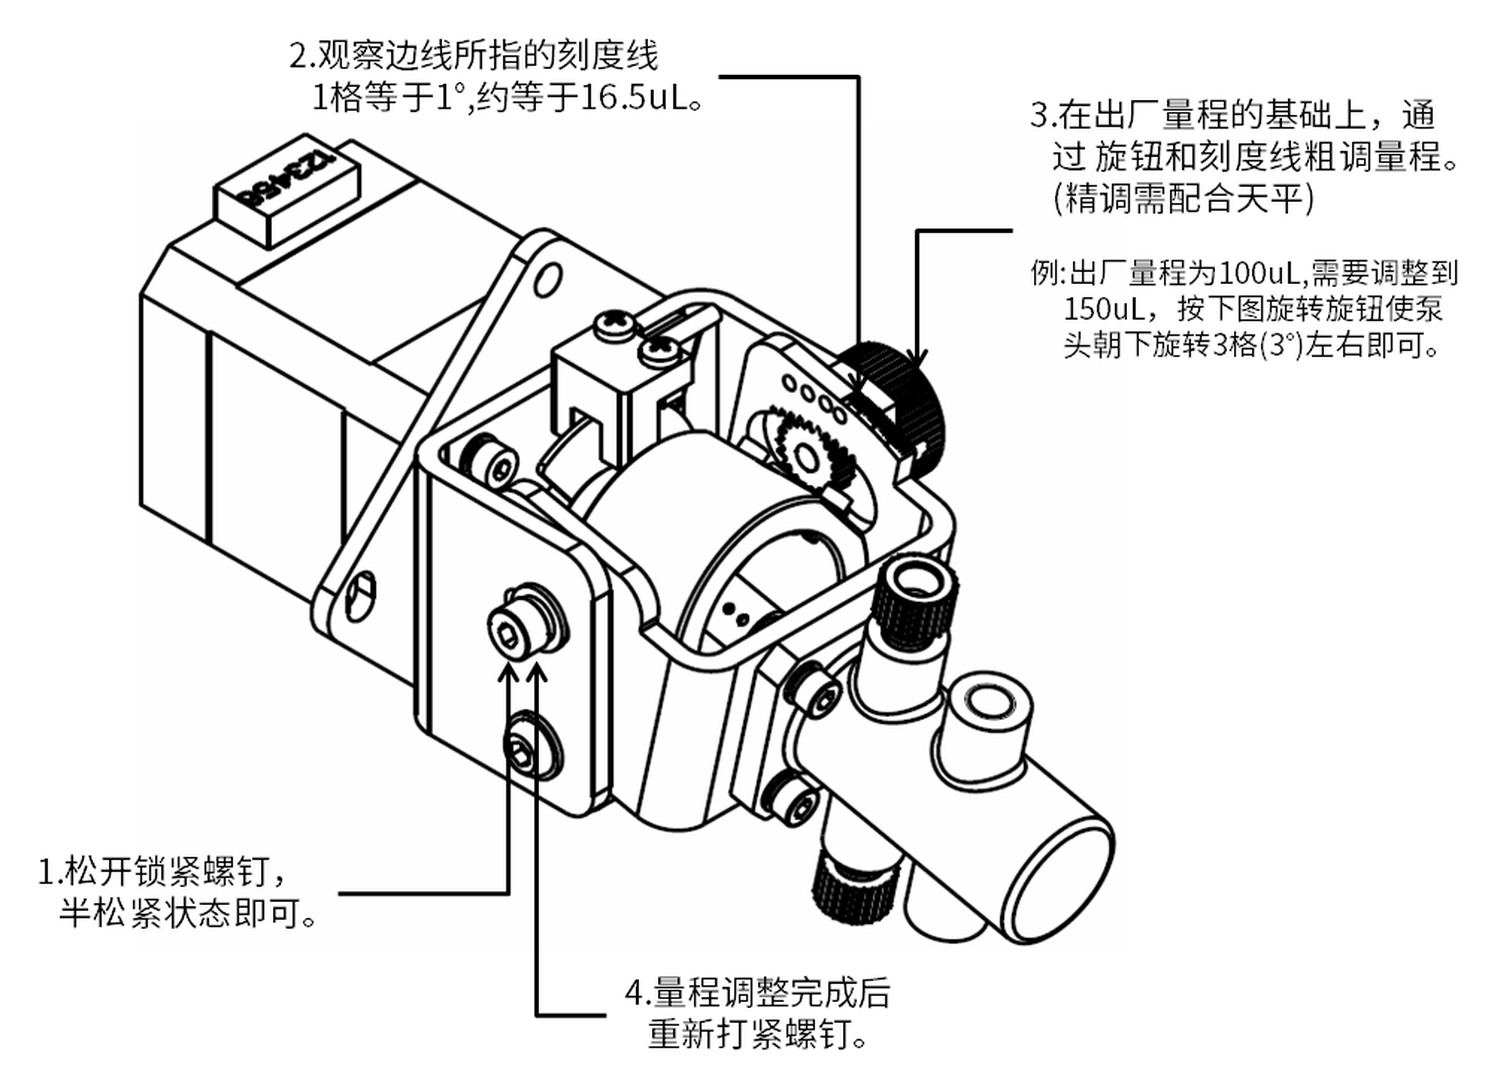 2.观察边线所指的刻度线
1格等于1°,约等于16.5uL。
3.在出厂量程的基础上，通
过 旋钮和刻度线粗调量程。
(精调需配合天平)
例:出厂量程为100uL,需要调整到
150uL，按下图旋转旋钮使泵
头朝下旋转3格(3°)左右即可。
123456
1.松开锁紧螺钉，
半松紧状态即可。
4.量程调整完成后
重新打紧螺钉。